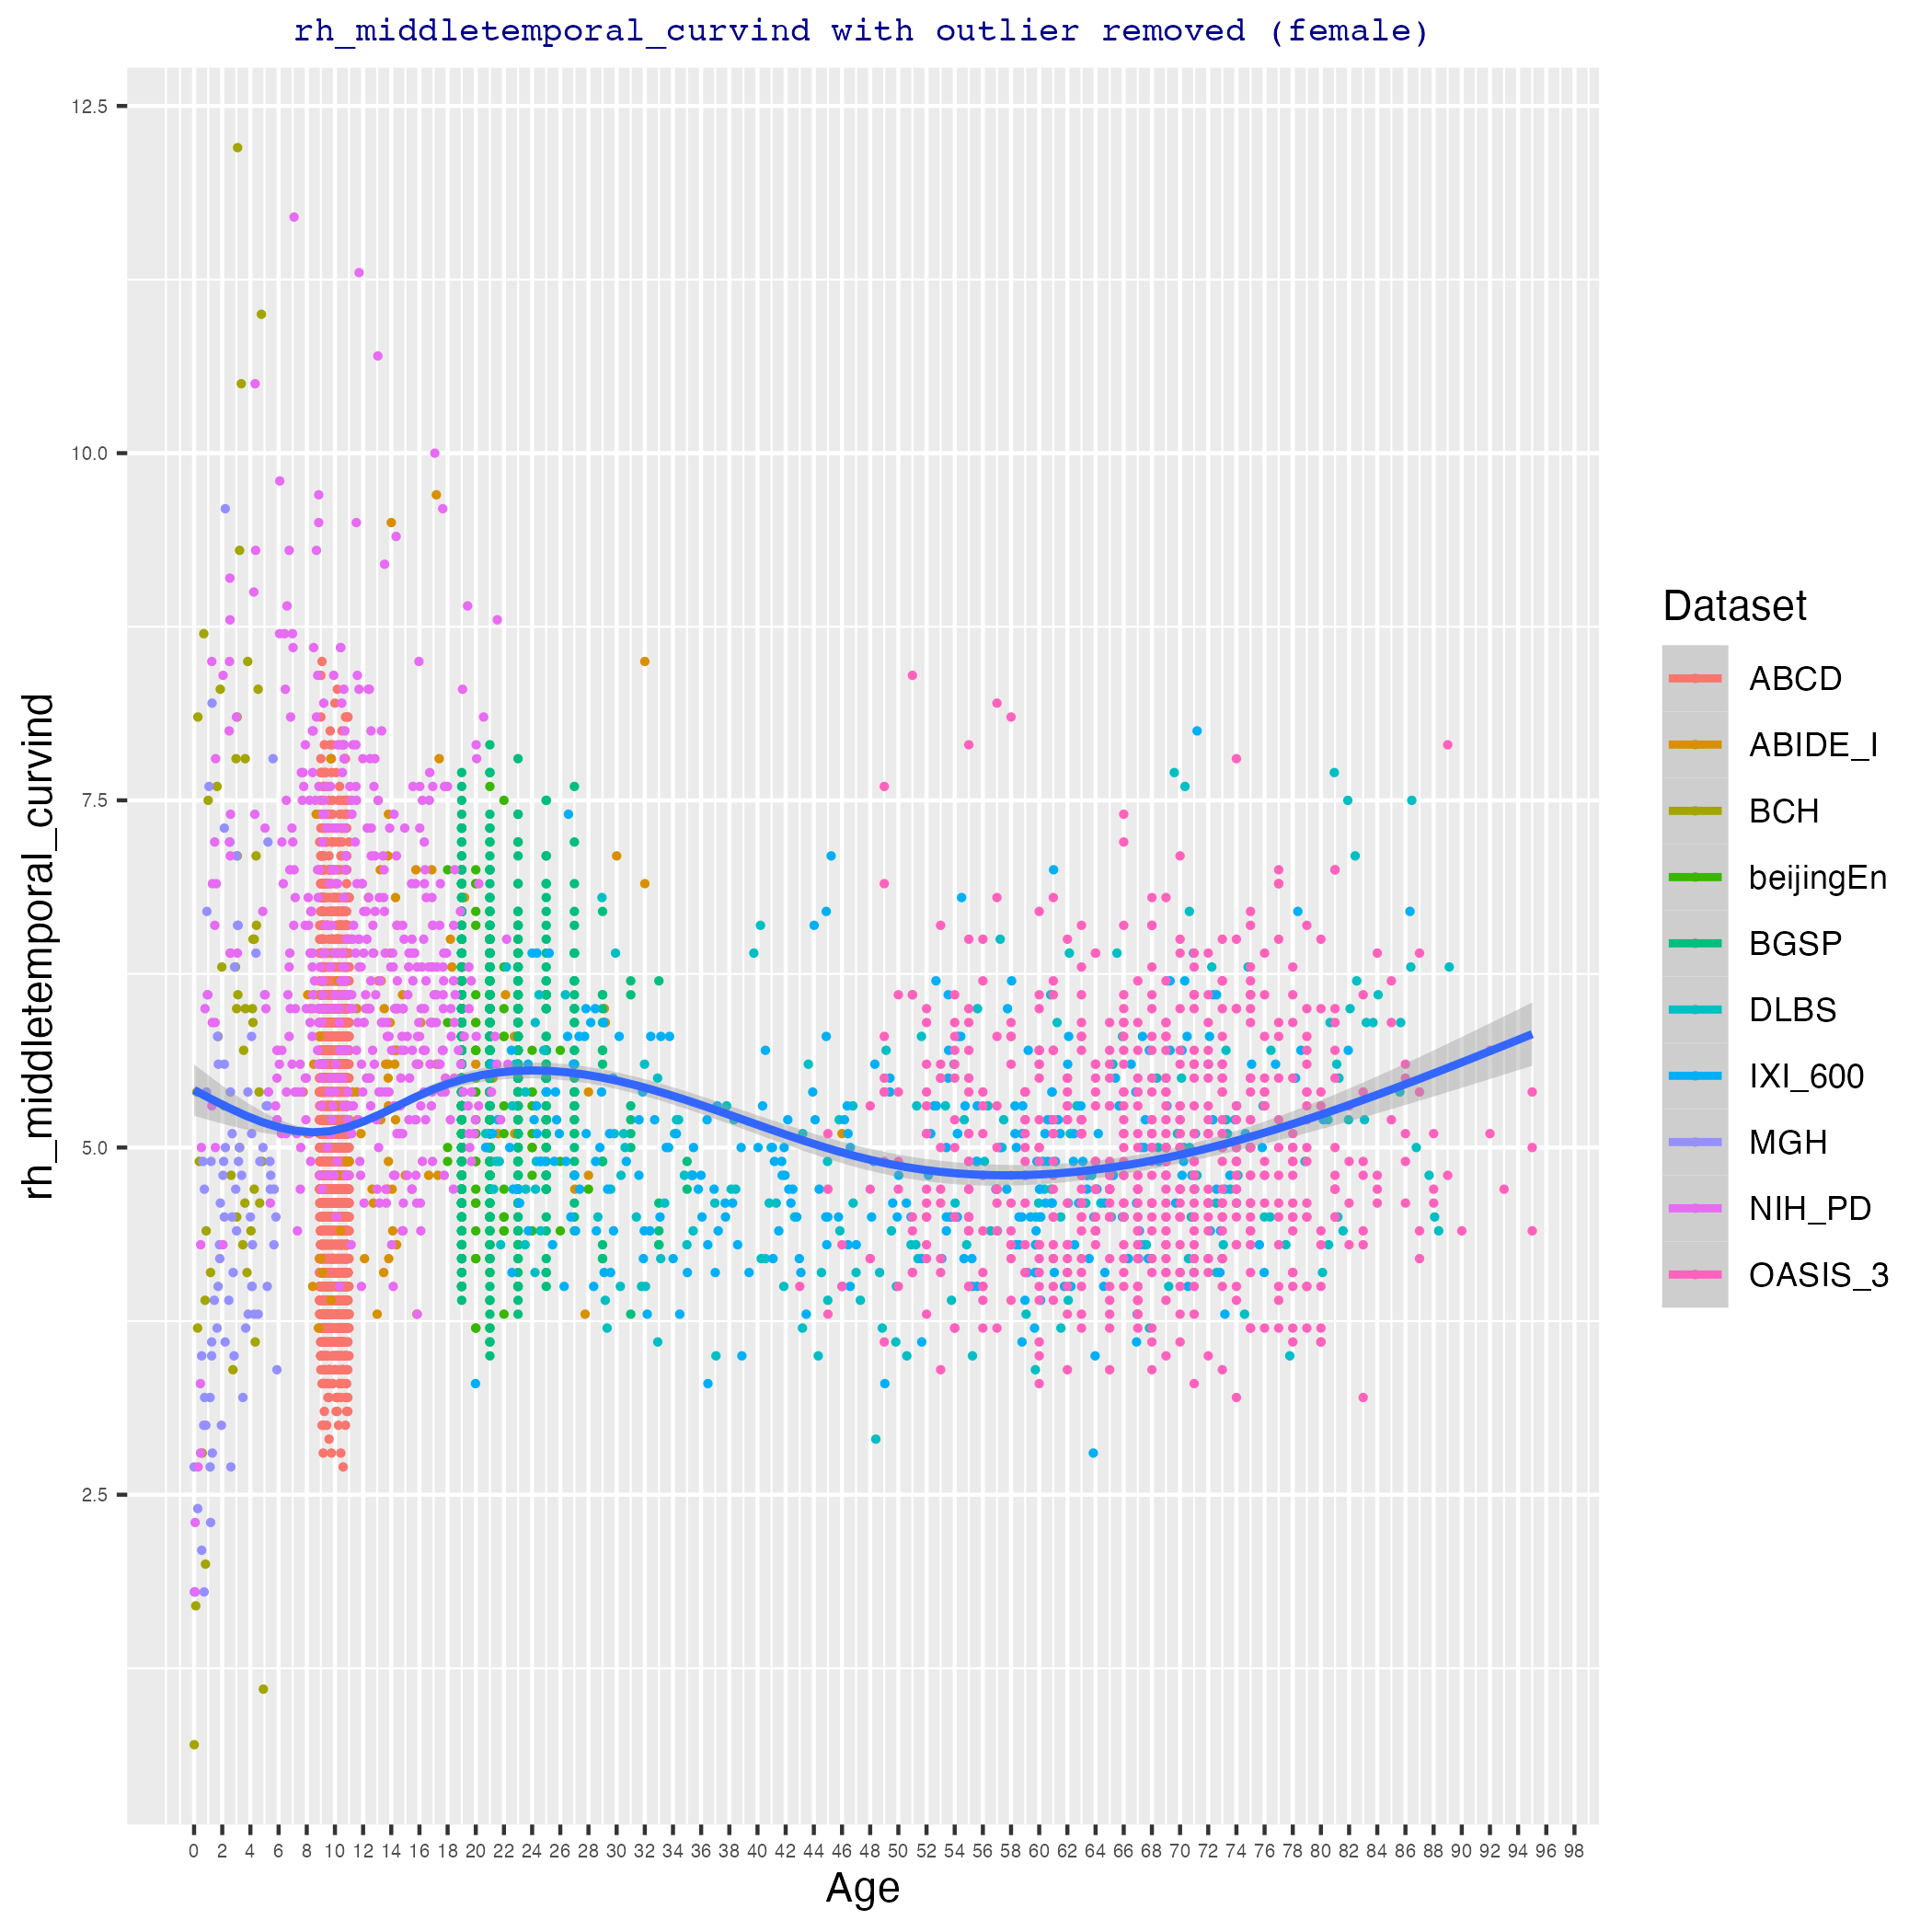 rh_middletemporal_curvind with outlier removed (female)
rh_middletemporal_curvind
12.5
10.0
7.5
5.0
2.5
0 2 4 6 8 10 12 14 16 18 20 22 24 26 28 30 32 34 36 38 40 42 44 46 48 50 52 54 56 58 60 62 64 66 68 70 72 74 76 78 80 82 84 86 88 90 92 94 96 98
Age
Dataset
ABCD
ABIDE_I
BCH
beijingEn
BGSP
DLBS
IXI_600
MGH
NIH_PD
OASIS_3